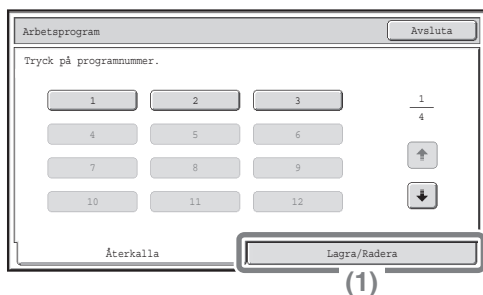 Arbetsprogram Avsluta
Tryck på programnummer.
1 2 3 1
4 5 6 4
7 8 9
10 11 12
Återkalla Lagra/Radera
(1)